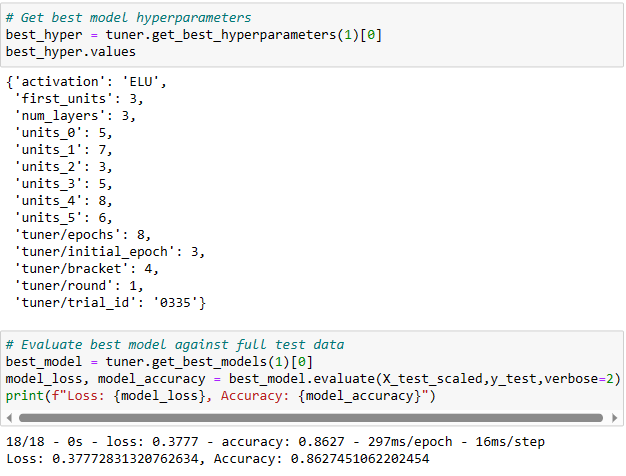 # Get best model hyperparameters
best_hyper = tuner.get_best_hyperparameters(1)[0]
best_hyper.values
{'activation': 'ELU',
 'first_units': 3,
 'num_layers': 3,
 'units_0': 5,
 'units_1': 7,
 'units_2': 3,
 'units_3': 5,
 'units_4': 8,
 'units_5': 6,
 'tuner/epochs': 8,
 'tuner/initial_epoch': 3,
 'tuner/bracket': 4,
 'tuner/round': 1,
 'tuner/trial_id': '0335'}
# Evaluate best model against full test data
best_model = tuner.get_best_models(1)[0]
model_loss, model_accuracy = best_model.evaluate(X_test_scaled,y_test,verbose=2)
print(f"Loss: {model_loss}, Accuracy: {model_accuracy}")
18/18 - 0s - loss: 0.3777 - accuracy: 0.8627 - 297ms/epoch - 16ms/step
Loss: 0.37772831320762634, Accuracy: 0.8627451062202454